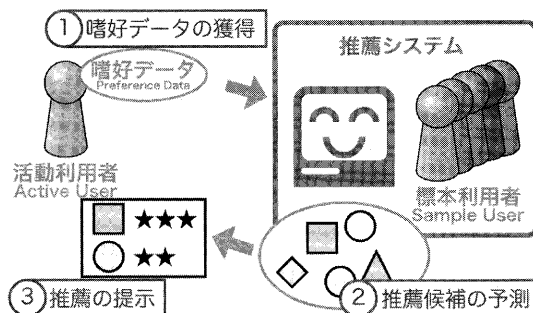 ① 嗜好データの獲得
嗜好データ
Preference Data
活動利用者
Active User
推薦システム
標本利用者
Sample User
② 推薦候補の予測
★★★
★★
③ 推薦の提示